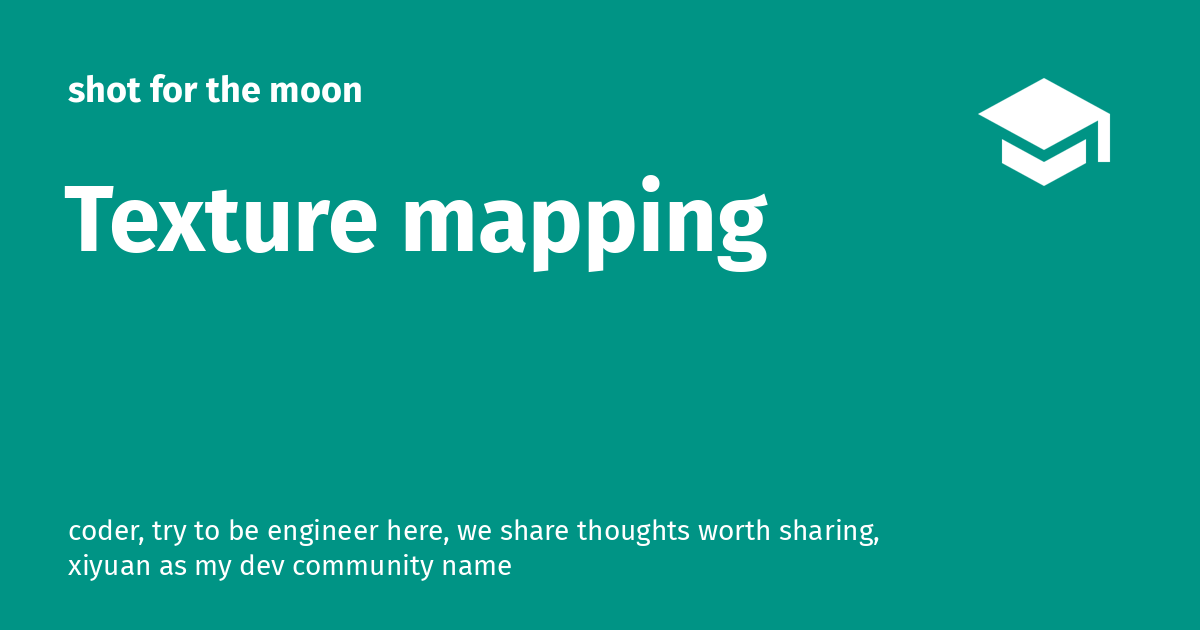 shot for the moon
Texture mapping
coder, try to be engineer here, we share thoughts worth sharing,
xiyuan as my dev community name